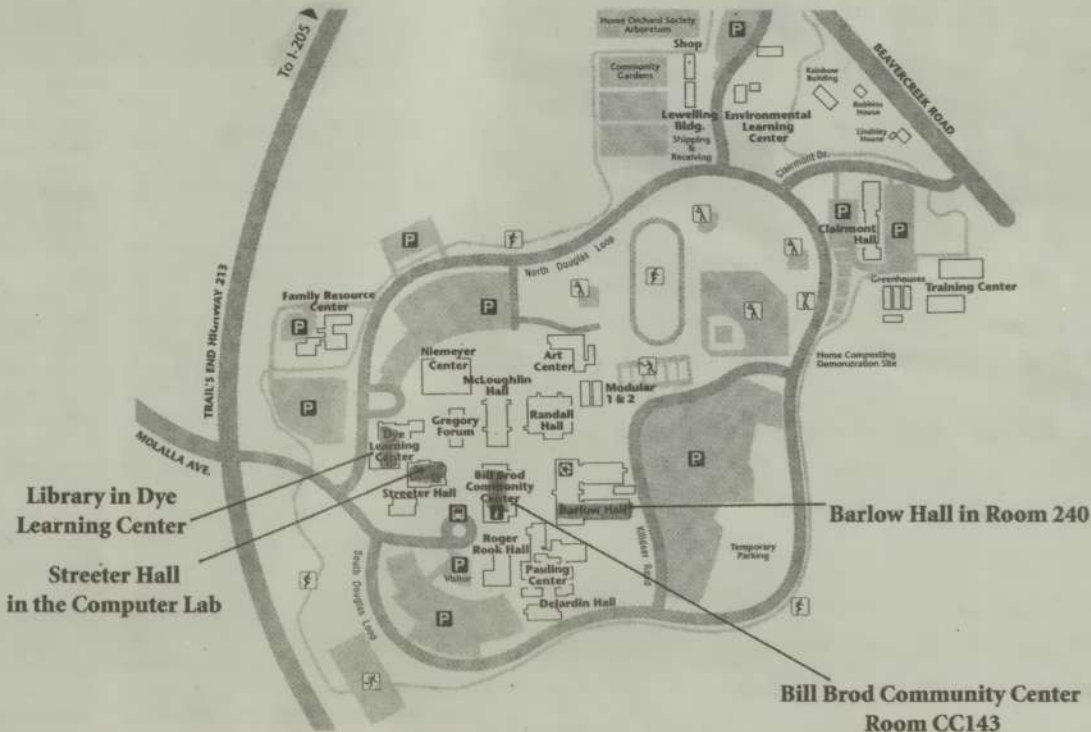 To I-205
Home Orchard Society
Arboretum
P
Shop
Community
Gardens
Lewelling
Bldg.
Shipping
&
Receiving
Environmental
Learning
Center
Rainbow
Building
Robbins
House
Lindsley
House
BEAVERCREEK ROAD
Clairmont Dr.
P
Clairmont
Hall
P
Greenhouses
Training Center
Home Composting
Demonstration Site
TRAIL'S END HIGHWAY 213
P
North Douglas Loop
Family Resource
Center
P
P
Niemeyer
Center
Art
Center
McLoughlin
Hall
Modular
1 & 2
Gregory
Forum
Randall
Hall
P
MOLALLA AVE.
Dye
Learning
Center
P
Streeter Hall
Bill Brod
Community
Center
Barlow Hall
Library in Dye
Learning Center
Barlow Hall in Room 240
Roger
Rook Hall
Temporary
Parking
P
Visitor
Pauling
Center
DeJardin Hall
P
South Douglas Loop
Streeter Hall
in the Computer Lab
Bill Brod Community Center
Room CC143